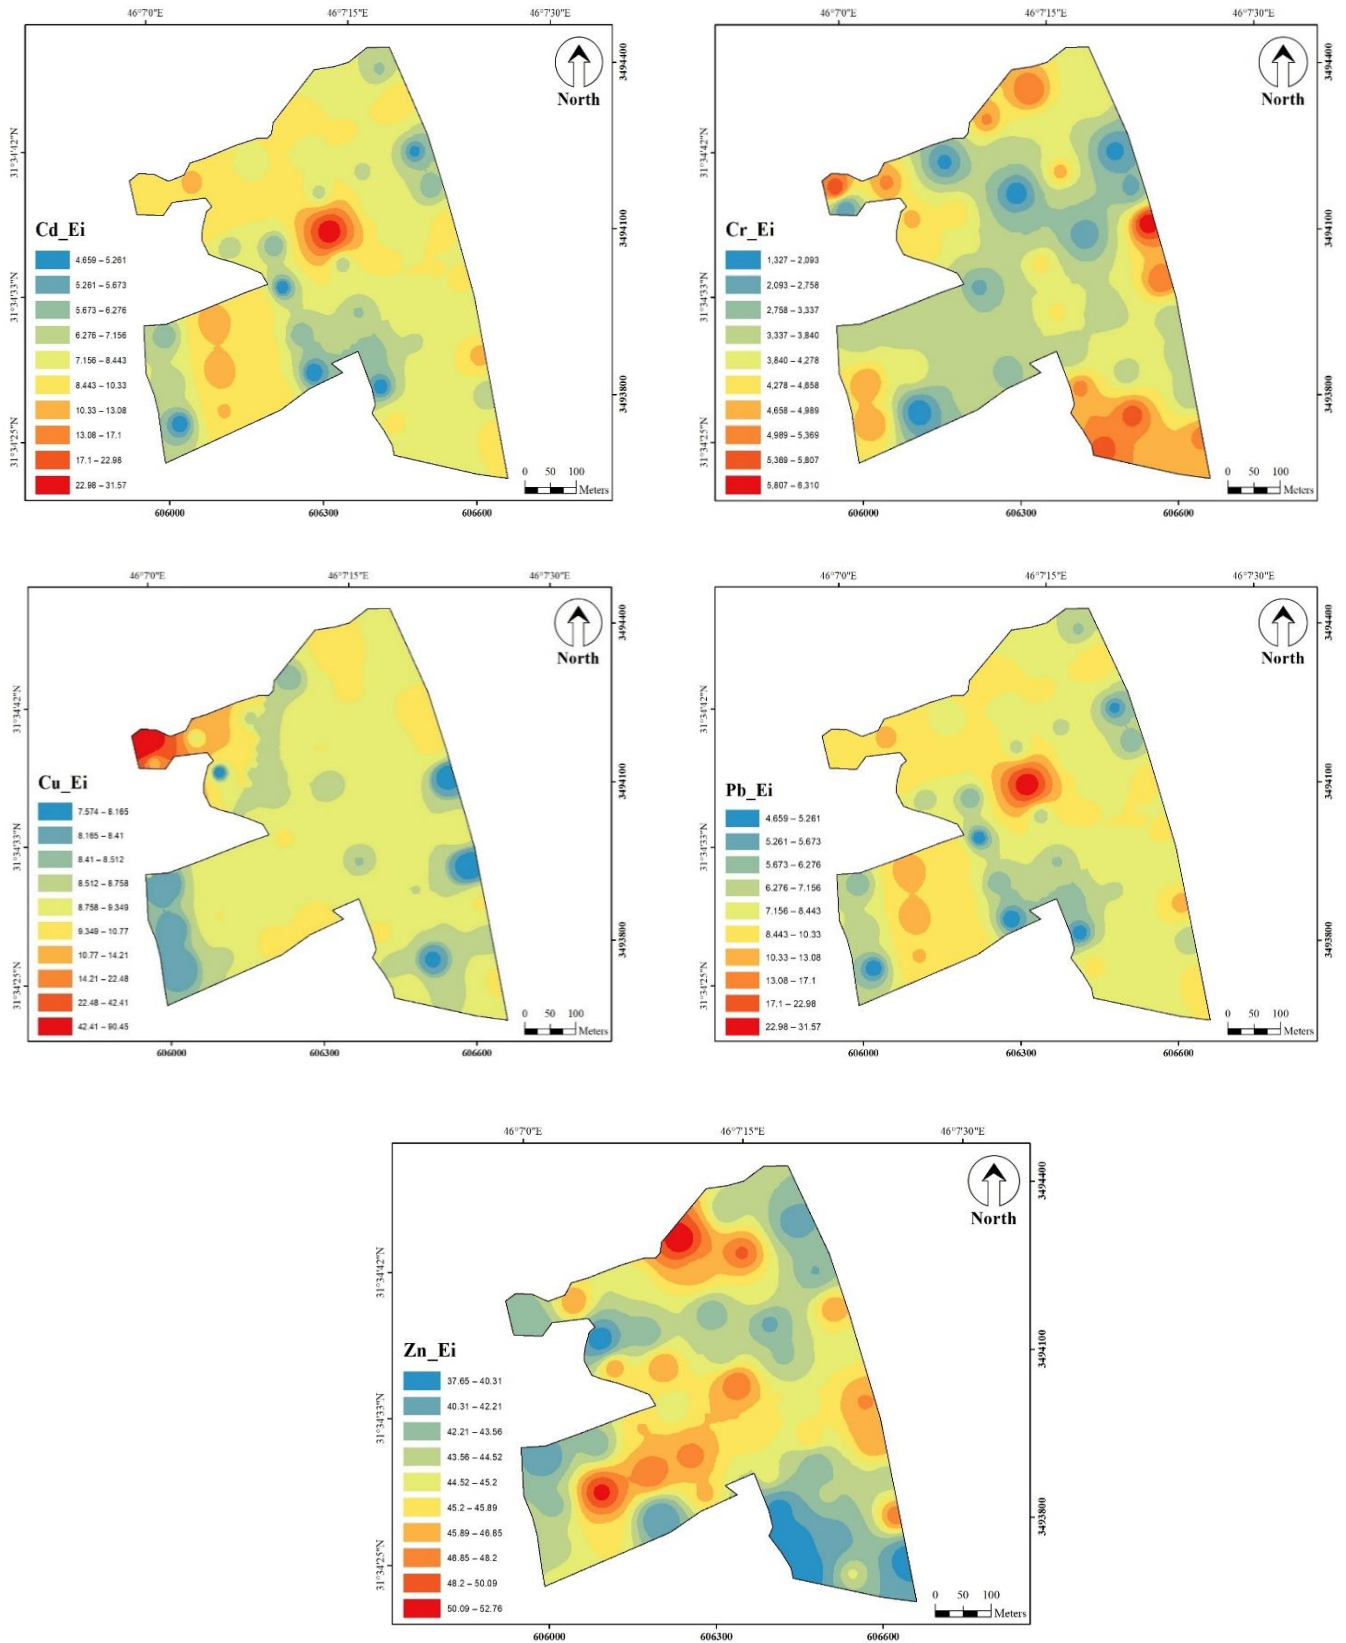 46°7'0"E 46°7'15"E 46°7'30"E
North
3494400
3494100
3493800
31°34'42"N
31°34'33"N
31°34'25"N
Cd_Ei
4.659 – 5.261
5.261 – 5.673
5.673 – 6.276
6.276 – 7.156
7.156 – 8.443
8.443 – 10.33
10.33 – 13.08
13.08 – 17.1
17.1 – 22.98
22.98 – 31.57
0 50 100
Meters
606000 606300 606600
46°7'0"E 46°7'15"E 46°7'30"E
North
3494400
3494100
3493800
31°34'42"N
31°34'33"N
31°34'25"N
Cr_Ei
1,327 – 2,093
2,093 – 2,758
2,758 – 3,337
3,337 – 3,840
3,840 – 4,278
4,278 – 4,658
4,658 – 4,989
4,989 – 5,369
5,369 – 5,807
5,807 – 6,310
0 50 100
Meters
606000 606300 606600
46°7'0"E 46°7'15"E 46°7'30"E
North
3494400
3494100
3493800
31°34'42"N
31°34'33"N
31°34'25"N
Cu_Ei
7.574 – 8.165
8.165 – 8.41
8.41 – 8.512
8.512 – 8.758
8.758 – 9.349
9.349 – 10.77
10.77 – 14.21
14.21 – 22.48
22.48 – 42.41
42.41 – 90.45
0 50 100
Meters
606000 606300 606600
46°7'0"E 46°7'15"E 46°7'30"E
North
3494400
3494100
3493800
31°34'42"N
31°34'33"N
31°34'25"N
Pb_Ei
4.659 – 5.261
5.261 – 5.673
5.673 – 6.276
6.276 – 7.156
7.156 – 8.443
8.443 – 10.33
10.33 – 13.08
13.08 – 17.1
17.1 – 22.98
22.98 – 31.57
0 50 100
Meters
606000 606300 606600
46°7'0"E 46°7'15"E 46°7'30"E
North
3494400
3494100
3493800
31°34'42"N
31°34'33"N
31°34'25"N
Zn_Ei
37.65 – 40.31
40.31 – 42.21
42.21 – 43.56
43.56 – 44.52
44.52 – 45.2
45.2 – 45.89
45.89 – 46.85
46.85 – 48.2
48.2 – 50.09
50.09 – 52.76
0 50 100
Meters
606000 606300 606600